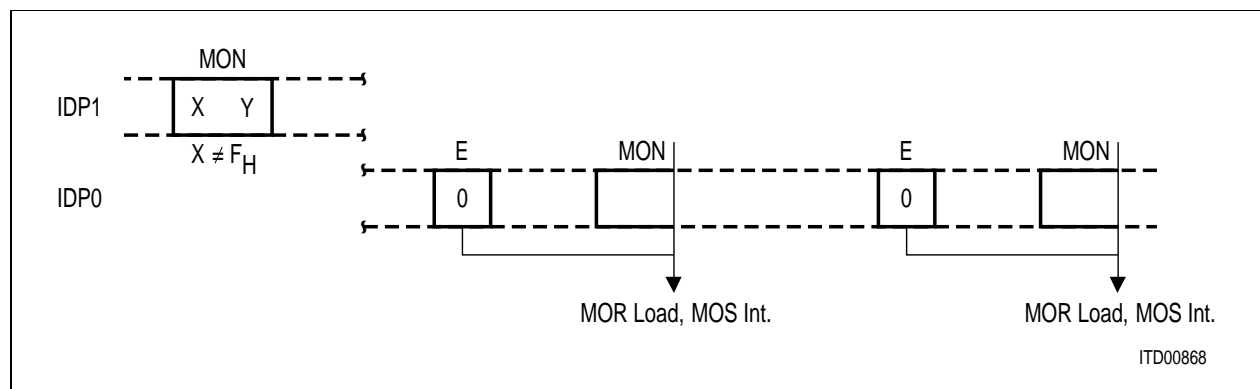 MON
IDP1 X Y
X ≠ F_H
E MON E MON
IDP0 0 0
MOR Load, MOS Int. MOR Load, MOS Int.
ITD00868